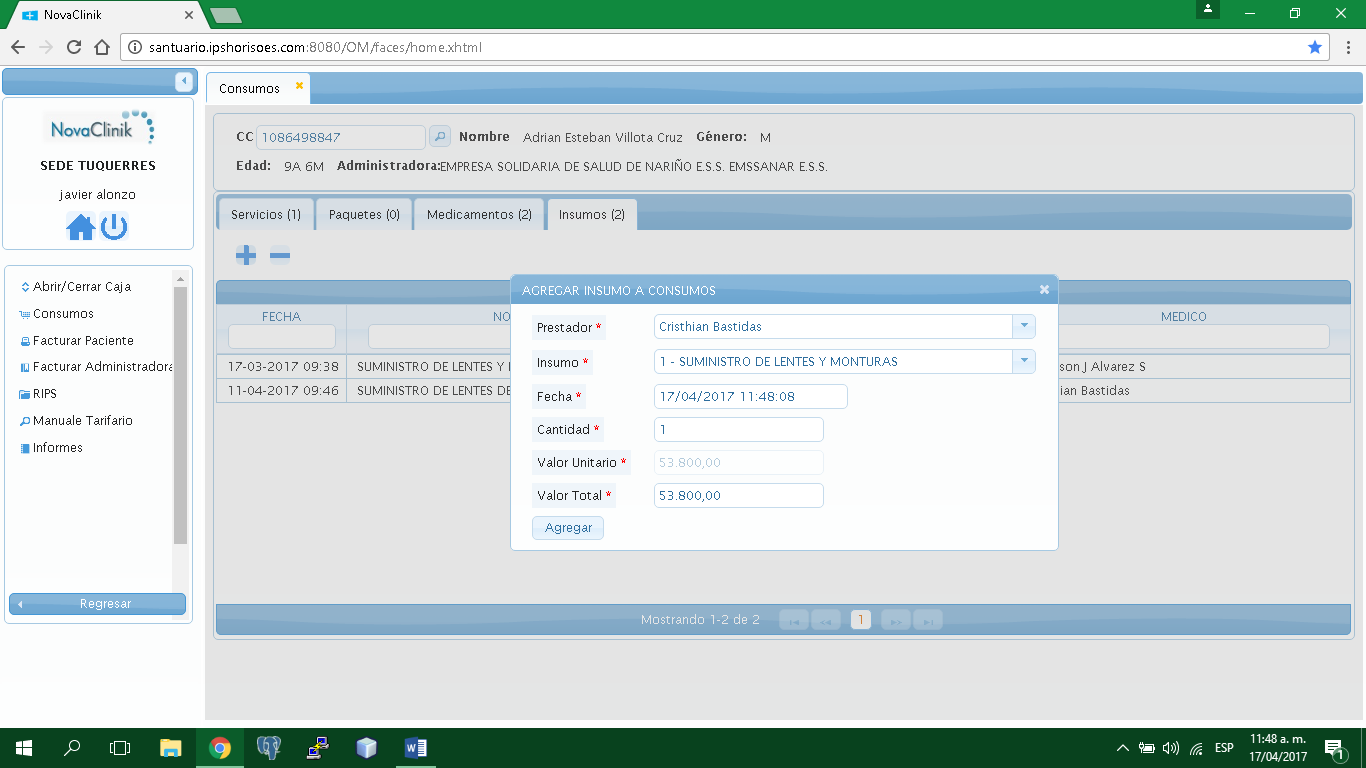 NovaClinik
santuario.ipshorisoes.com:8080/OM/faces/home.xhtml
NovaClinik
SEDE TUQUERRES
javier alonzo
Abrir/Cerrar Caja
Consumos
Facturar Paciente
Facturar Administradora
RIPS
Manuale Tarifario
Informes
Regresar
Consumos
CC 1086498847 Nombre Adrian Esteban Villota Cruz Género: M
Edad: 9A 6M Administradora: EMPRESA SOLIDARIA DE SALUD DE NARIÑO E.S.S. EMSSANAR E.S.S.
Servicios (1) Paquetes (0) Medicamentos (2) Insumos (2)
FECHA NO MEDICO
17-03-2017 09:38 SUMINISTRO DE LENTES Y son J Alvarez S
11-04-2017 09:46 SUMINISTRO DE LENTES DE ian Bastidas
AGREGAR INSUMO A CONSUMOS
Prestador * Cristhian Bastidas
Insumo * 1 - SUMINISTRO DE LENTES Y MONTURAS
Fecha * 17/04/2017 11:48:08
Cantidad * 1
Valor Unitario * 53.800,00
Valor Total * 53.800,00
Agregar
Mostrando 1-2 de 2 1
ESP 11:48 a. m.
17/04/2017
1